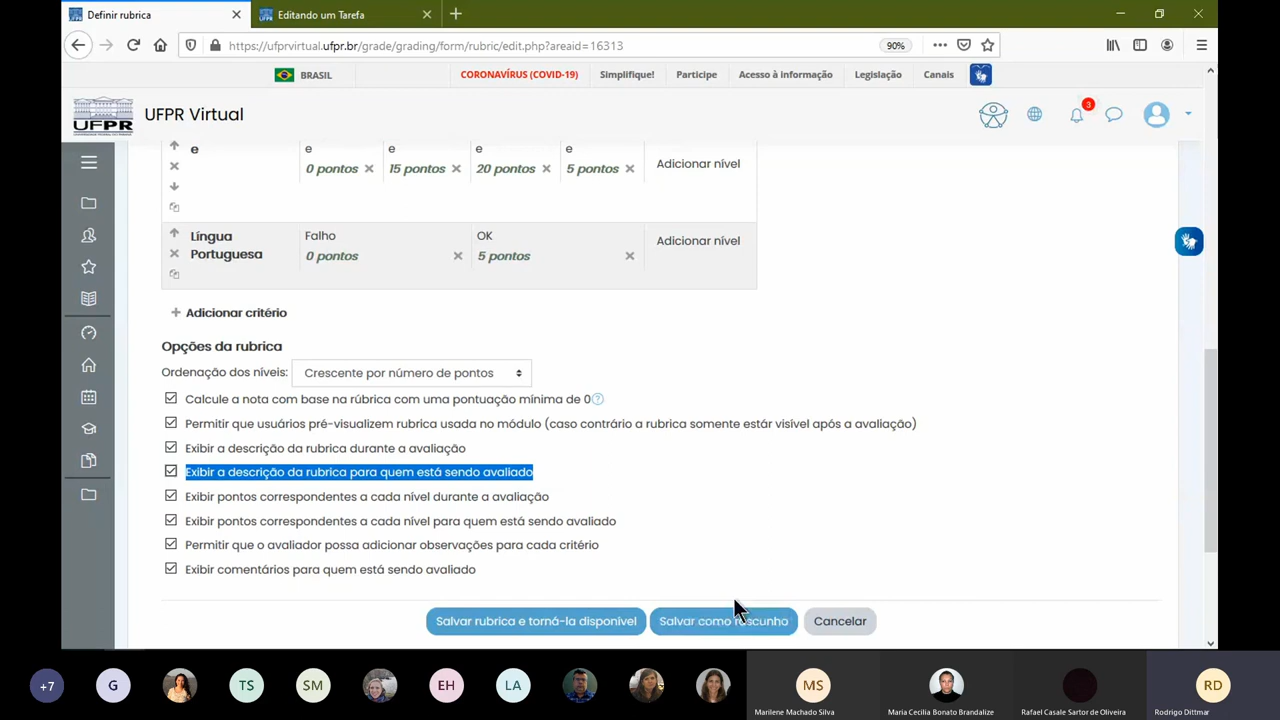 Definir rubrica
Editando um Tarefa
https://ufprvirtual.ufpr.br/grade/grading/form/rubric/edit.php?areaid=16313
90%
BRASIL
CORONAVÍRUS (COVID-19)
Simplifique!
Participe
Acesso à informação
Legislação
Canais
UFPR
UFPR Virtual
3
e
e
e
e
e
0 pontos
15 pontos
20 pontos
5 pontos
Adicionar nível
Língua
Portuguesa
Falho
0 pontos
OK
5 pontos
Adicionar nível
+ Adicionar critério
Opções da rubrica
Ordenação dos níveis: Crescente por número de pontos
Calcule a nota com base na rúbrica com uma pontuação mínima de 0
Permitir que usuários pré-visualizem rubrica usada no módulo (caso contrário a rubrica somente estár visível após a avaliação)
Exibir a descrição da rubrica durante a avaliação
Exibir a descrição da rubrica para quem está sendo avaliado
Exibir pontos correspondentes a cada nível durante a avaliação
Exibir pontos correspondentes a cada nível para quem está sendo avaliado
Permitir que o avaliador possa adicionar observações para cada critério
Exibir comentários para quem está sendo avaliado
Salvar rubrica e torná-la disponível
Salvar como rascunho
Cancelar
+7
G
TS
SM
EH
LA
MS
RD
Marilene Machado Silva
Maria Cecilia Bonato Brandalize
Rafael Casale Sartor de Oliveira
Rodrigo Dittmar